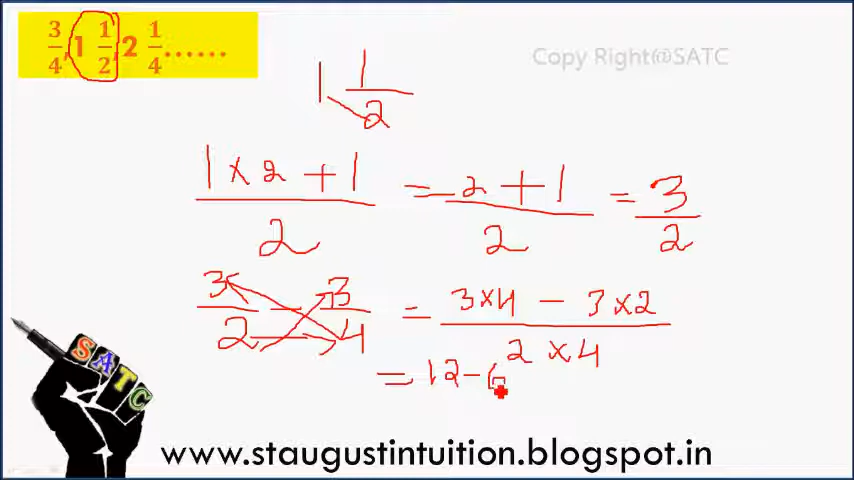 3/4, 1 1/2, 2 1/4......
Copy Right@SATC
1 1/2
(1 × 2 + 1)/2 = (2 + 1)/2 = 3/2
3/2 - 3/4 = (3×4 - 3×2)/(2×4)
= 12-6
SATC
www.staugustintuition.blogspot.in